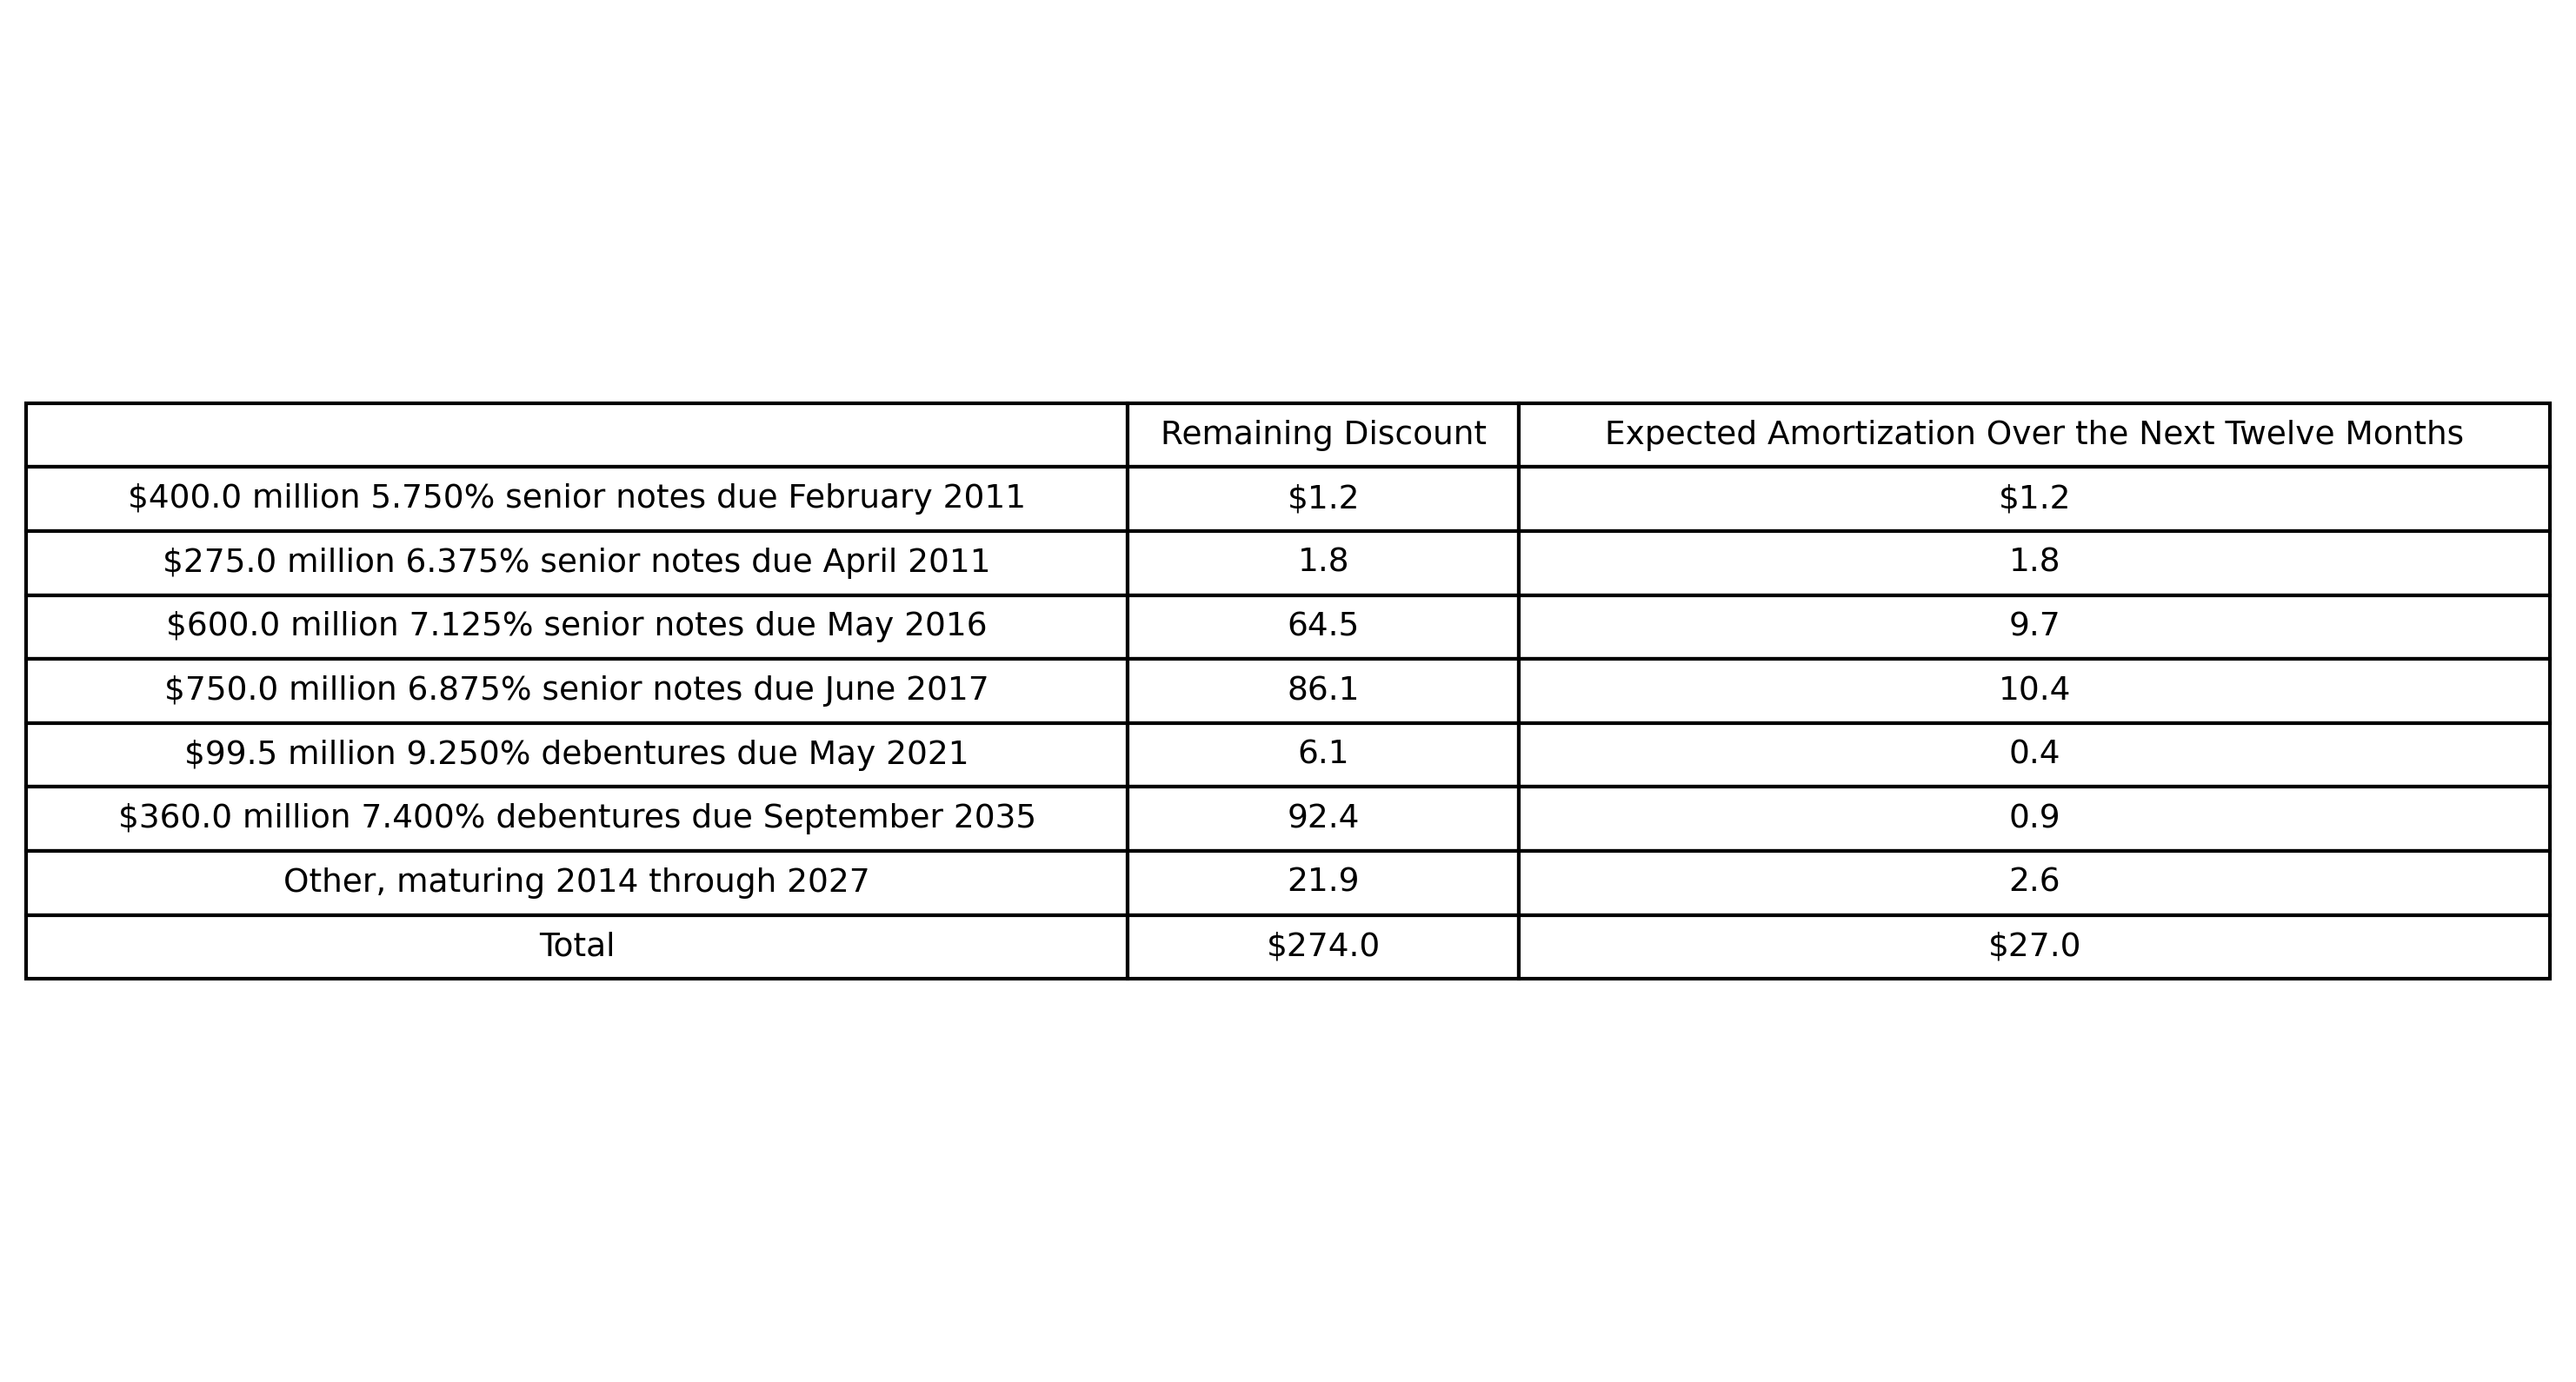 Remaining Discount Expected Amortization Over the Next Twelve Months
$400.0 million 5.750% senior notes due February 2011 $1.2 $1.2
$275.0 million 6.375% senior notes due April 2011 1.8 1.8
$600.0 million 7.125% senior notes due May 2016 64.5 9.7
$750.0 million 6.875% senior notes due June 2017 86.1 10.4
$99.5 million 9.250% debentures due May 2021 6.1 0.4
$360.0 million 7.400% debentures due September 2035 92.4 0.9
Other, maturing 2014 through 2027 21.9 2.6
Total $274.0 $27.0